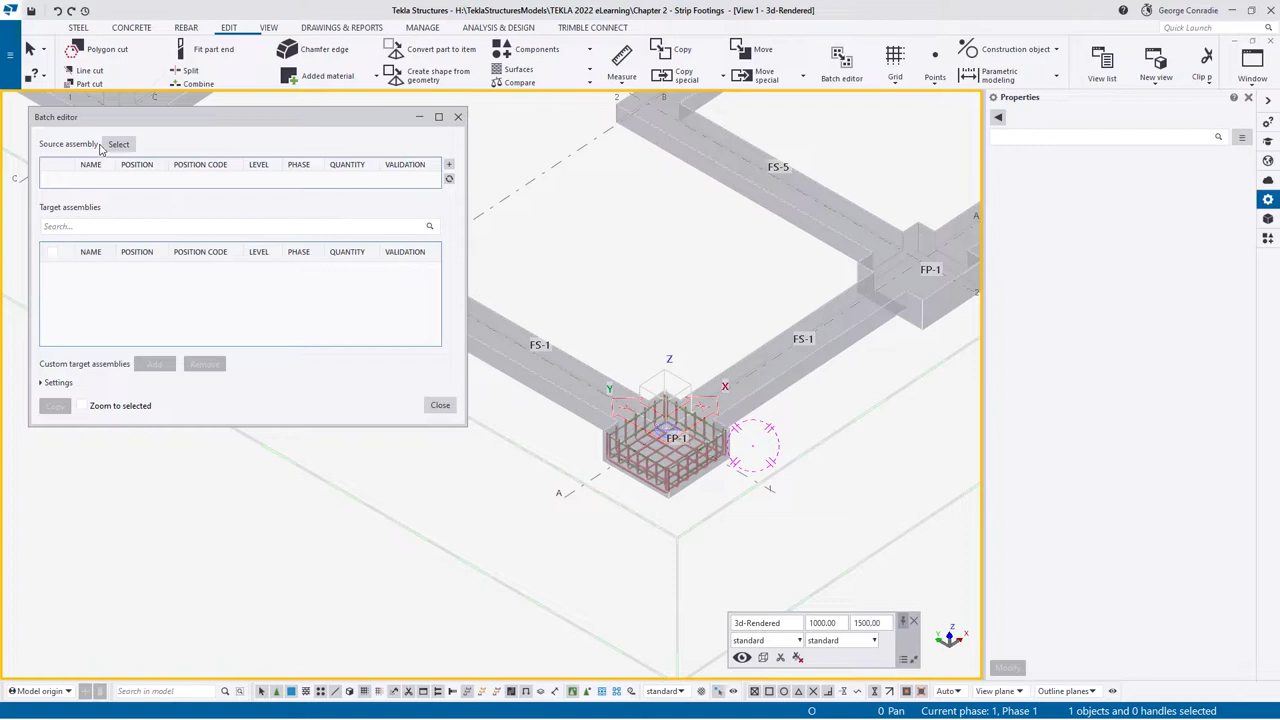 Tekla Structures - H:\TeklaStructuresModels\TEKLA 2022 eLearning\Chapter 2 - Strip Footings - [View 1 - 3d-Rendered]
George Conradie
STEEL CONCRETE REBAR EDIT VIEW DRAWINGS & REPORTS MANAGE ANALYSIS & DESIGN TRIMBLE CONNECT
Quick Launch
Polygon cut
Line cut
Part cut
Fit part end
Split
Combine
Chamfer edge
Added material
Convert part to item
Create shape from geometry
Components
Surfaces
Compare
Measure
Copy
Copy special
Move
Move special
Batch editor
Grid
Points
Construction object
Parametric modeling
View list
New view
Clip p
Window
1 C 2 B
Batch editor
Source assembly Select
NAME POSITION POSITION CODE LEVEL PHASE QUANTITY VALIDATION
Target assemblies
Search...
NAME POSITION POSITION CODE LEVEL PHASE QUANTITY VALIDATION
Custom target assemblies Add Remove
Settings
Copy Zoom to selected Close
C
FS-5
A
FP-1
2
FS-1
FS-1
Z
Y X
FP-1
A
Properties
3d-Rendered 1000.00 1500.00
standard standard
Z
Y X
Modify
Model origin Search in model standard Auto View plane Outline planes
O 0 Pan Current phase: 1, Phase 1 1 objects and 0 handles selected